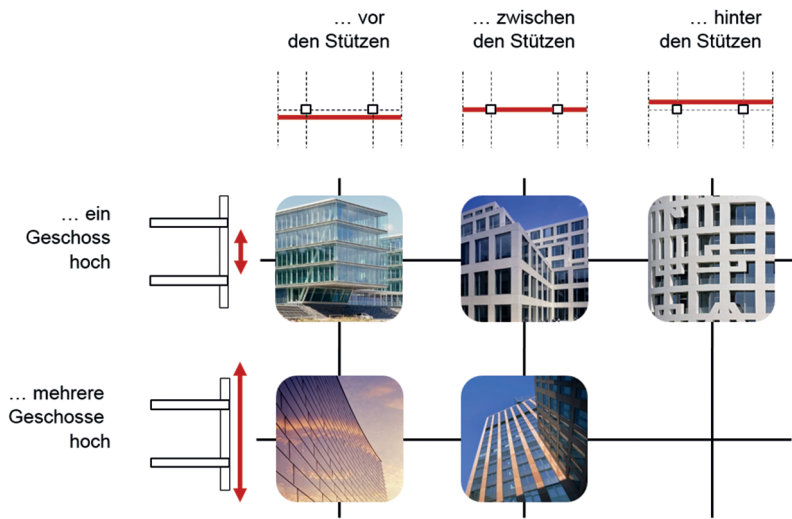 … vor
den Stützen
… zwischen
den Stützen
… hinter
den Stützen
… ein
Geschoss
hoch
… mehrere
Geschosse
hoch